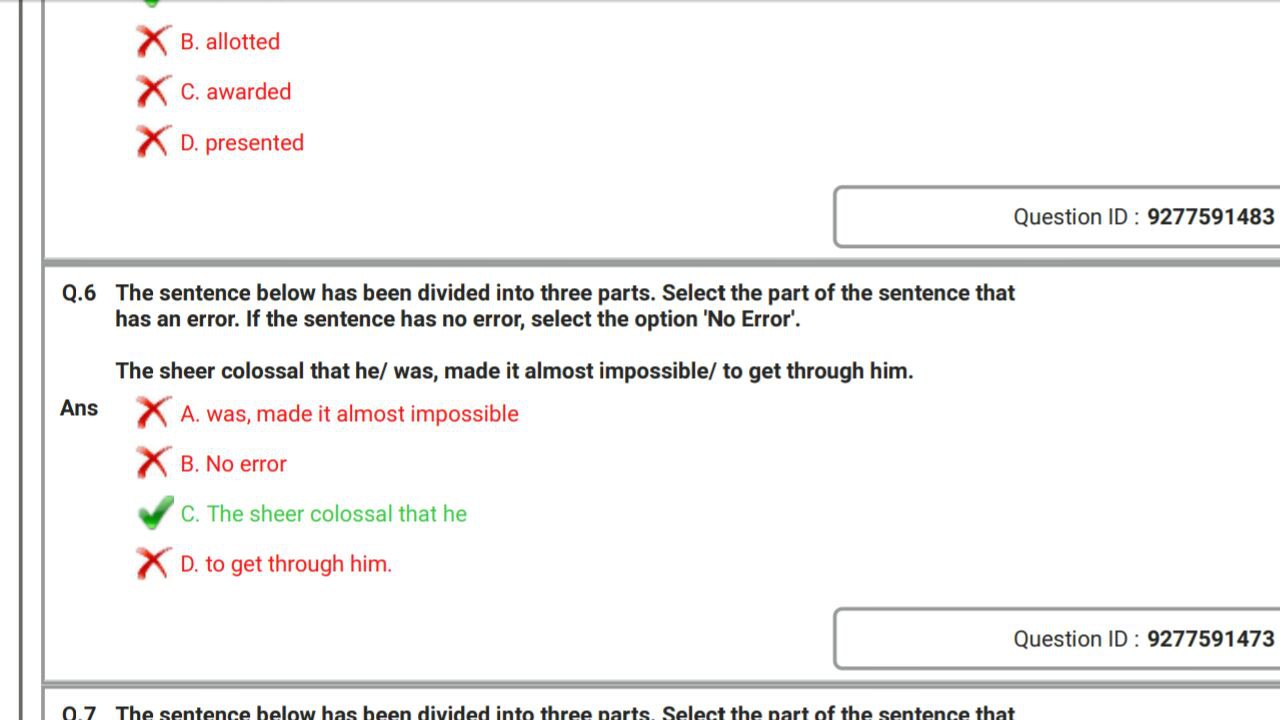 B. allotted
C. awarded
D. presented
Question ID : 9277591483
Q.6 The sentence below has been divided into three parts. Select the part of the sentence that
has an error. If the sentence has no error, select the option 'No Error'.
The sheer colossal that he/ was, made it almost impossible/ to get through him.
Ans A. was, made it almost impossible
B. No error
C. The sheer colossal that he
D. to get through him.
Question ID : 9277591473
Q.7 The sentence below has been divided into three parts. Select the part of the sentence that